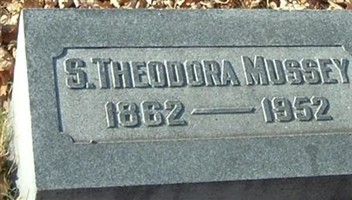 S. THEODORA MUSSEY
1862 — 1952